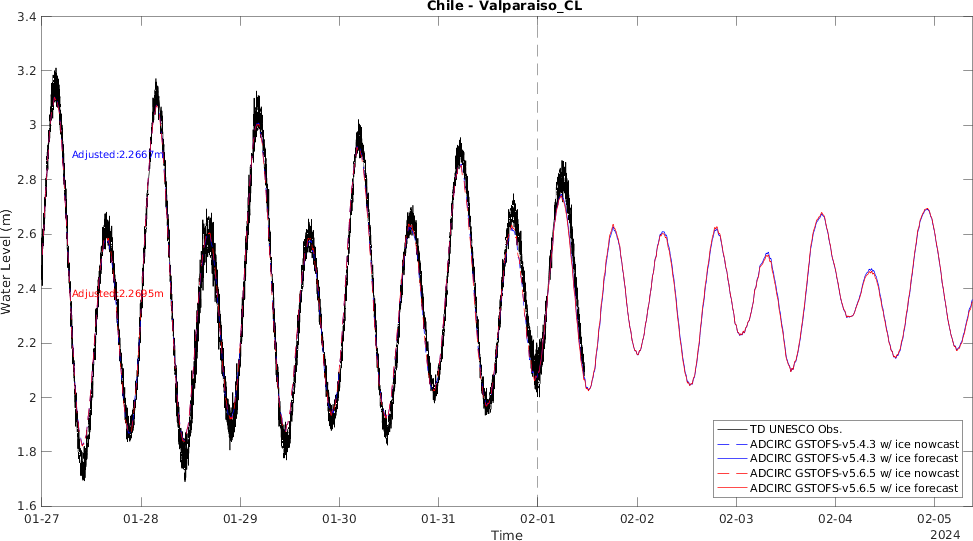 Chile - Valparaiso_CL
3.4
3.2
3
2.8
2.6
2.4
2.2
2
1.8
1.6
Water Level (m)
Adjusted:2.2667m
Adjusted:2.2695m
TD UNESCO Obs.
ADCIRC GSTOFS-v5.4.3 w/ ice nowcast
ADCIRC GSTOFS-v5.4.3 w/ ice forecast
ADCIRC GSTOFS-v5.6.5 w/ ice nowcast
ADCIRC GSTOFS-v5.6.5 w/ ice forecast
01-27 01-28 01-29 01-30 01-31 02-01 02-02 02-03 02-04 02-05
Time
2024